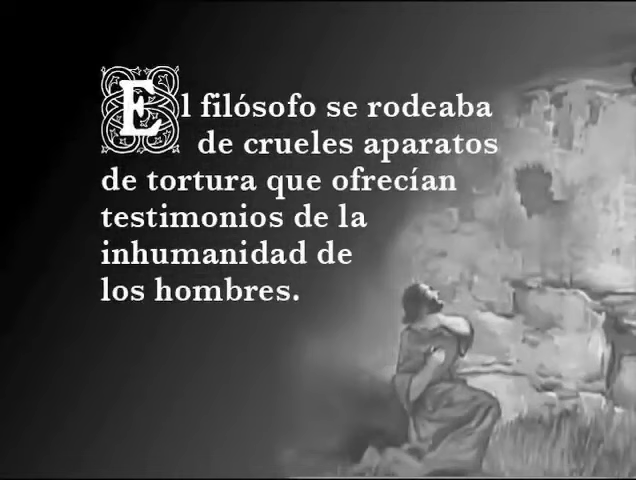 El filósofo se rodeaba
de crueles aparatos
de tortura que ofrecían
testimonios de la
inhumanidad de
los hombres.